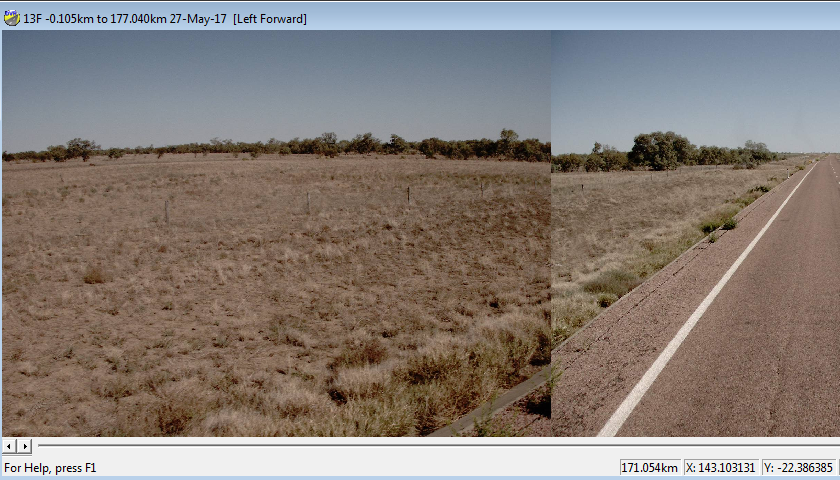 13F -0.105km to 177.040km 27-May-17 [Left Forward]
For Help, press F1
171.054km
X: 143.103131
Y: -22.386385